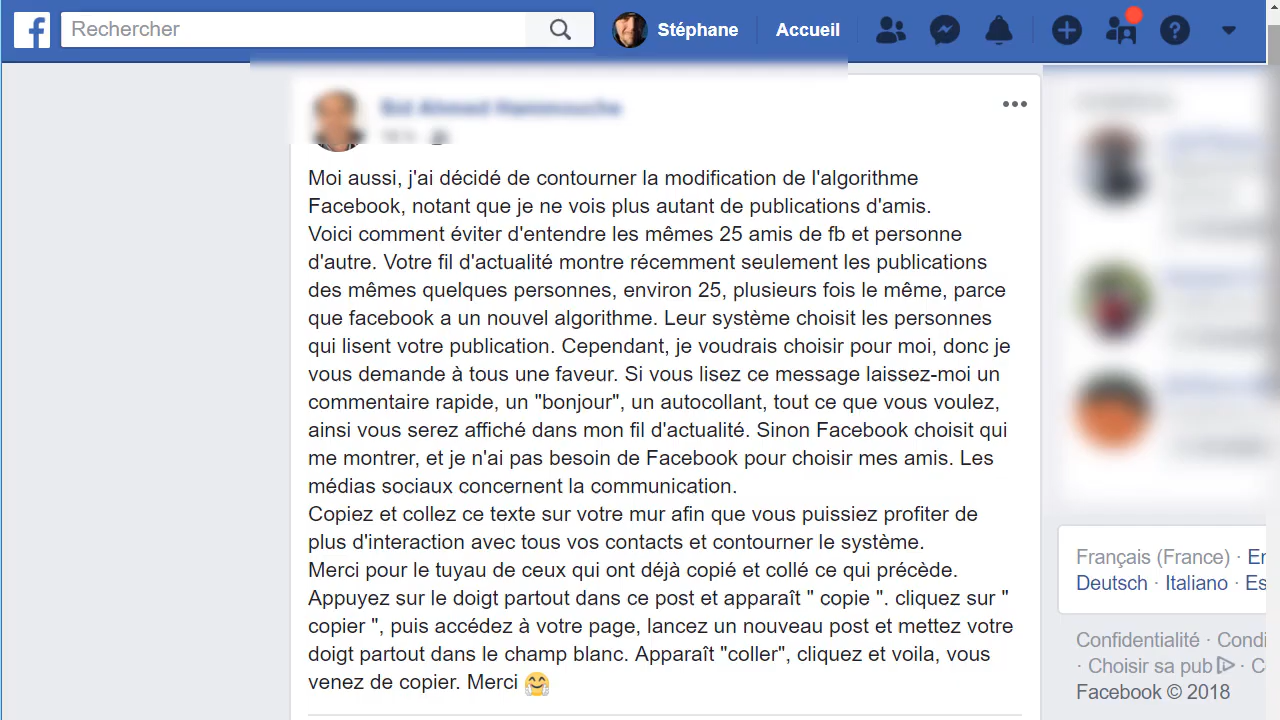 Rechercher
Stéphane
Accueil
Moi aussi, j'ai décidé de contourner la modification de l'algorithme
Facebook, notant que je ne vois plus autant de publications d'amis.
Voici comment éviter d'entendre les mêmes 25 amis de fb et personne
d'autre. Votre fil d'actualité montre récemment seulement les publications
des mêmes quelques personnes, environ 25, plusieurs fois le même, parce
que facebook a un nouvel algorithme. Leur système choisit les personnes
qui lisent votre publication. Cependant, je voudrais choisir pour moi, donc je
vous demande à tous une faveur. Si vous lisez ce message laissez-moi un
commentaire rapide, un "bonjour", un autocollant, tout ce que vous voulez,
ainsi vous serez affiché dans mon fil d'actualité. Sinon Facebook choisit qui
me montrer, et je n'ai pas besoin de Facebook pour choisir mes amis. Les
médias sociaux concernent la communication.
Copiez et collez ce texte sur votre mur afin que vous puissiez profiter de
plus d'interaction avec tous vos contacts et contourner le système.
Merci pour le tuyau de ceux qui ont déjà copié et collé ce qui précède.
Appuyez sur le doigt partout dans ce post et apparaît " copie ". cliquez sur "
copier ", puis accédez à votre page, lancez un nouveau post et mettez votre
doigt partout dans le champ blanc. Apparaît "coller", cliquez et voila, vous
venez de copier. Merci 🤗
Français (France) · En
Deutsch · Italiano · Es
Confidentialité · Condi
· Choisir sa pub · C
Facebook © 2018